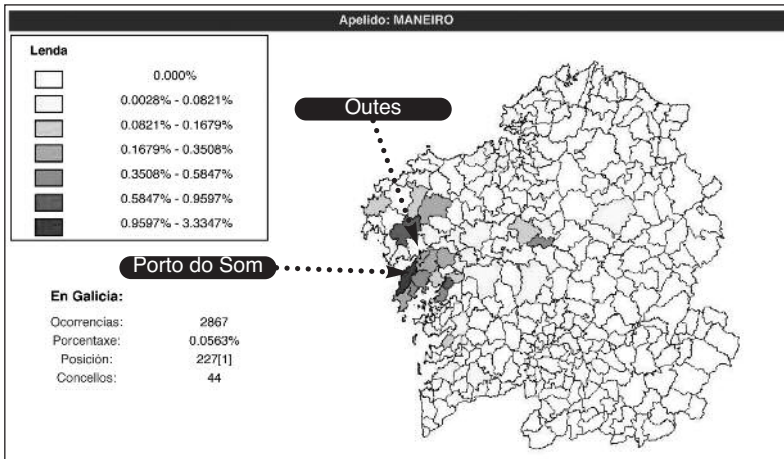 Apelido: MANEIRO
Lenda
0.000%
0.0028% - 0.0821%
0.0821% - 0.1679%
0.1679% - 0.3508%
0.3508% - 0.5847%
0.5847% - 0.9597%
0.9597% - 3.3347%
Outes
Porto do Som
En Galicia:
Ocorrencias: 2867
Porcentaxe: 0.0563%
Posición: 227[1]
Concellos: 44